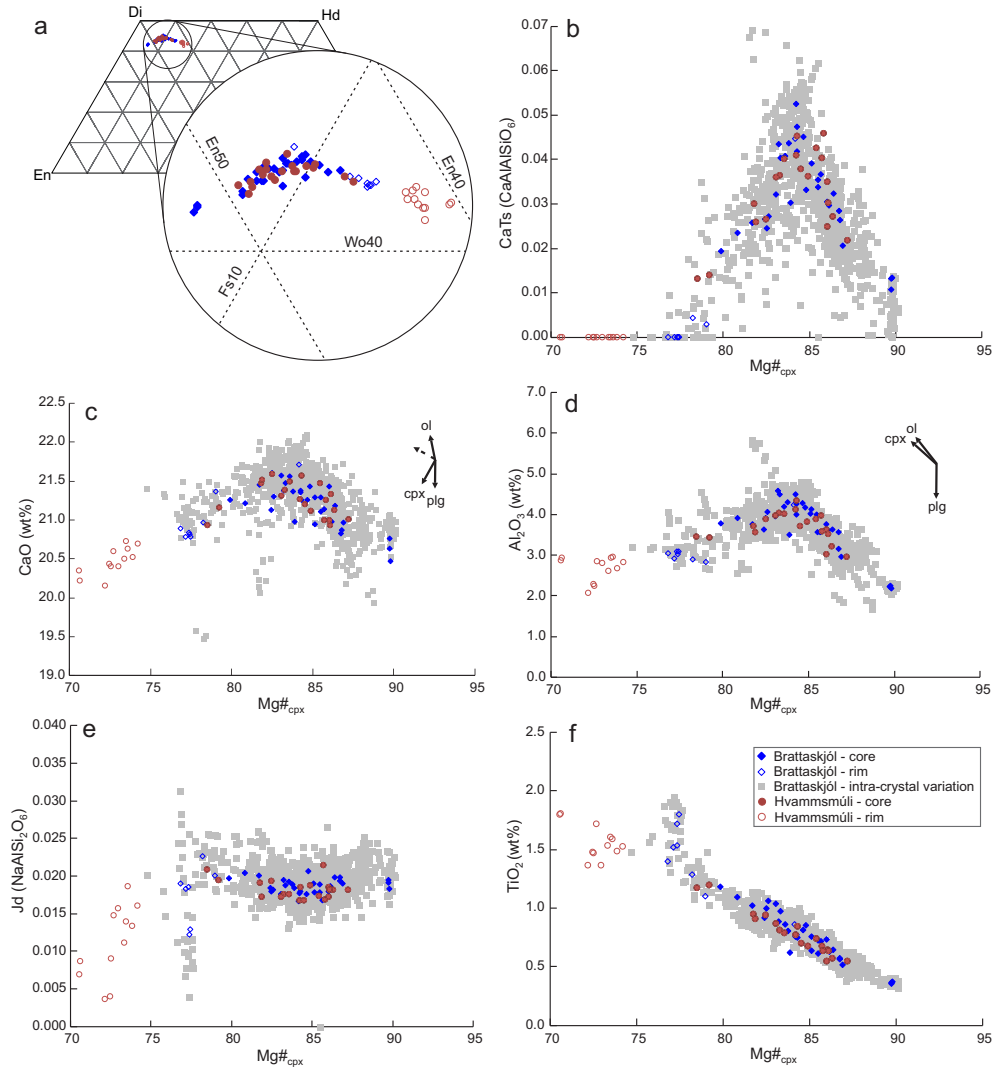 a
Di
Hd
En
En50
En40
Wo40
Fs10
b
CaTs (CaAlAlSiO6)
0.07
0.06
0.05
0.04
0.03
0.02
0.01
0.00
70 75 80 85 90 95
Mg#cpx
c
CaO (wt%)
22.5
22.0
21.5
21.0
20.5
20.0
19.5
19.0
ol
cpx
plg
70 75 80 85 90 95
Mg#cpx
d
Al2O3 (wt%)
7.0
6.0
5.0
4.0
3.0
2.0
1.0
0.0
ol
cpx
plg
70 75 80 85 90 95
Mg#cpx
e
Jd (NaAlSi2O6)
0.040
0.035
0.030
0.025
0.020
0.015
0.010
0.005
0.000
70 75 80 85 90 95
Mg#cpx
f
TiO2 (wt%)
2.5
2.0
1.5
1.0
0.5
0.0
Brattaskjól - core
Brattaskjól - rim
Brattaskjól - intra-crystal variation
Hvammsmúli - core
Hvammsmúli - rim
70 75 80 85 90 95
Mg#cpx